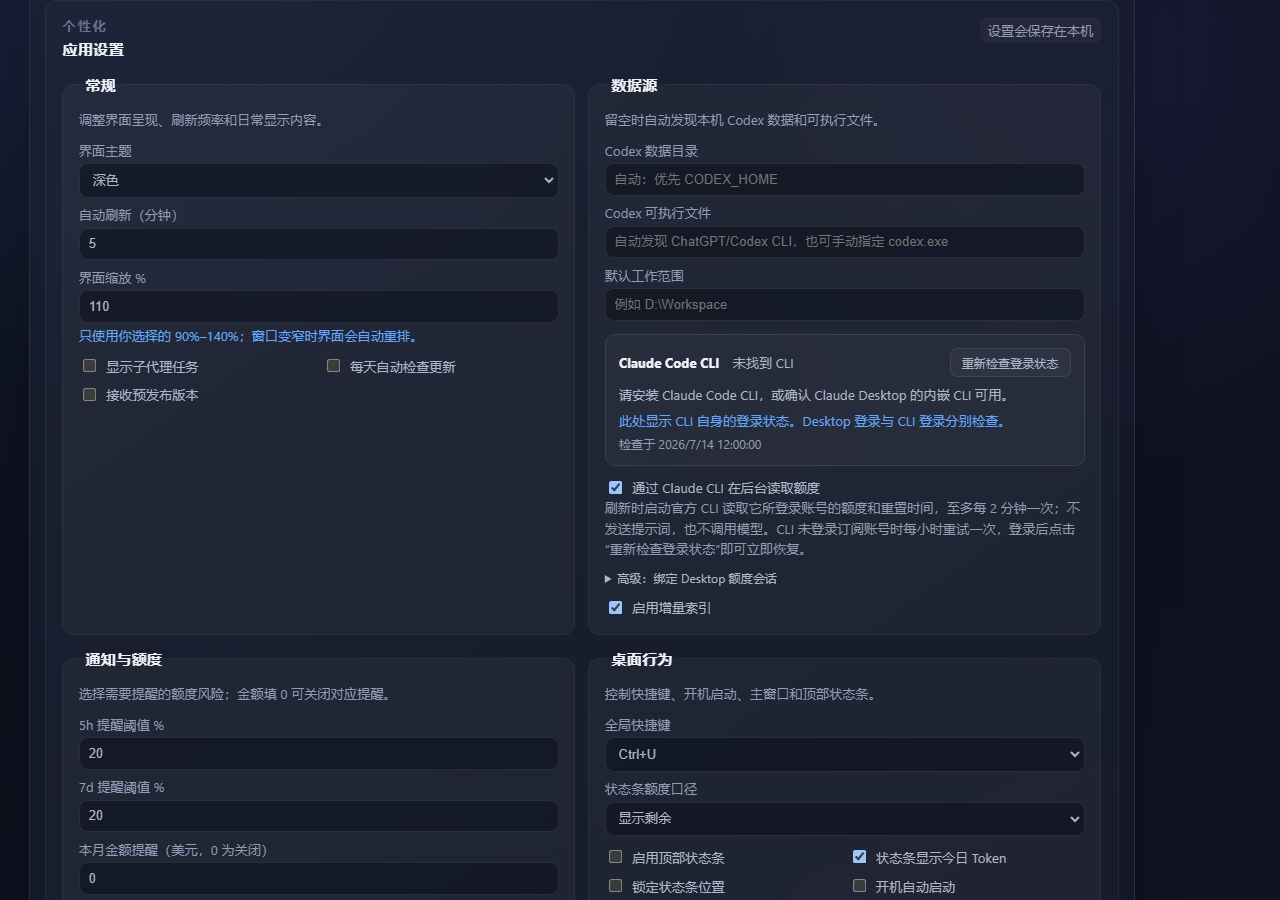 个性化
应用设置
设置会保存在本机
常规
调整界面呈现、刷新频率和日常显示内容。
界面主题
深色
自动刷新（分钟）
5
界面缩放 %
110
只使用你选择的 90%–140%；窗口变窄时界面会自动重排。
显示子代理任务
每天自动检查更新
接收预发布版本
数据源
留空时自动发现本机 Codex 数据和可执行文件。
Codex 数据目录
自动：优先 CODEX_HOME
Codex 可执行文件
自动发现 ChatGPT/Codex CLI，也可手动指定 codex.exe
默认工作范围
例如 D:\Workspace
Claude Code CLI 未找到 CLI
重新检查登录状态
请安装 Claude Code CLI，或确认 Claude Desktop 的内嵌 CLI 可用。
此处显示 CLI 自身的登录状态。Desktop 登录与 CLI 登录分别检查。
检查于 2026/7/14 12:00:00
通过 Claude CLI 在后台读取额度
刷新时启动官方 CLI 读取它所登录账号的额度和重置时间，至多每 2 分钟一次；不
发送提示词，也不调用模型。CLI 未登录订阅账号时每小时重试一次，登录后点击
“重新检查登录状态”即可立即恢复。
高级：绑定 Desktop 额度会话
启用增量索引
通知与额度
选择需要提醒的额度风险；金额填 0 可关闭对应提醒。
5h 提醒阈值 %
20
7d 提醒阈值 %
20
本月金额提醒（美元，0 为关闭）
0
桌面行为
控制快捷键、开机启动、主窗口和顶部状态条。
全局快捷键
Ctrl+U
状态条额度口径
显示剩余
启用顶部状态条
状态条显示今日 Token
锁定状态条位置
开机自动启动